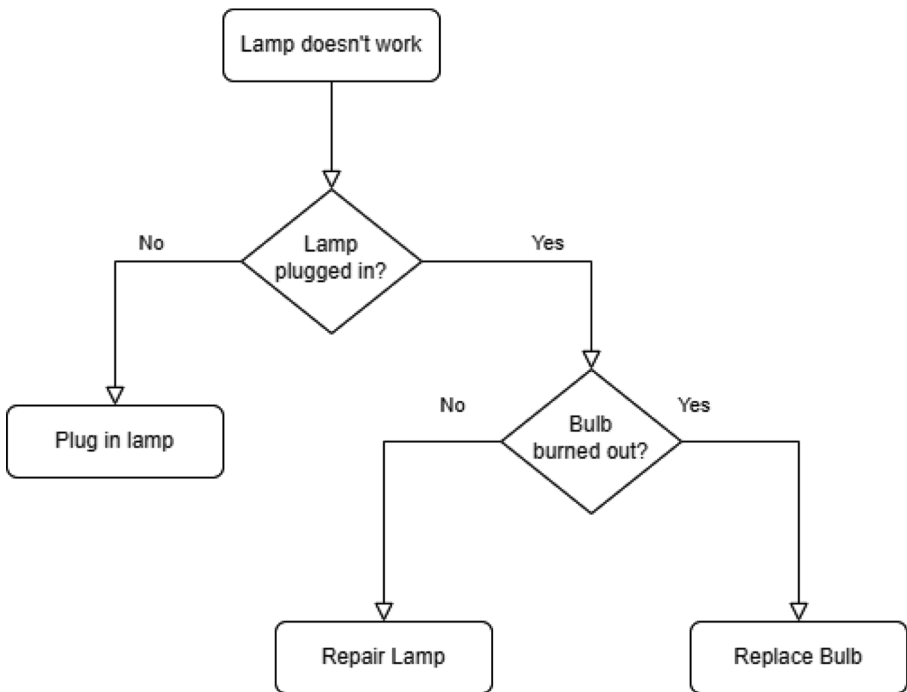 Lamp doesn't work
No
Lamp
plugged in?
Yes
Plug in lamp
No
Bulb
burned out?
Yes
Repair Lamp
Replace Bulb